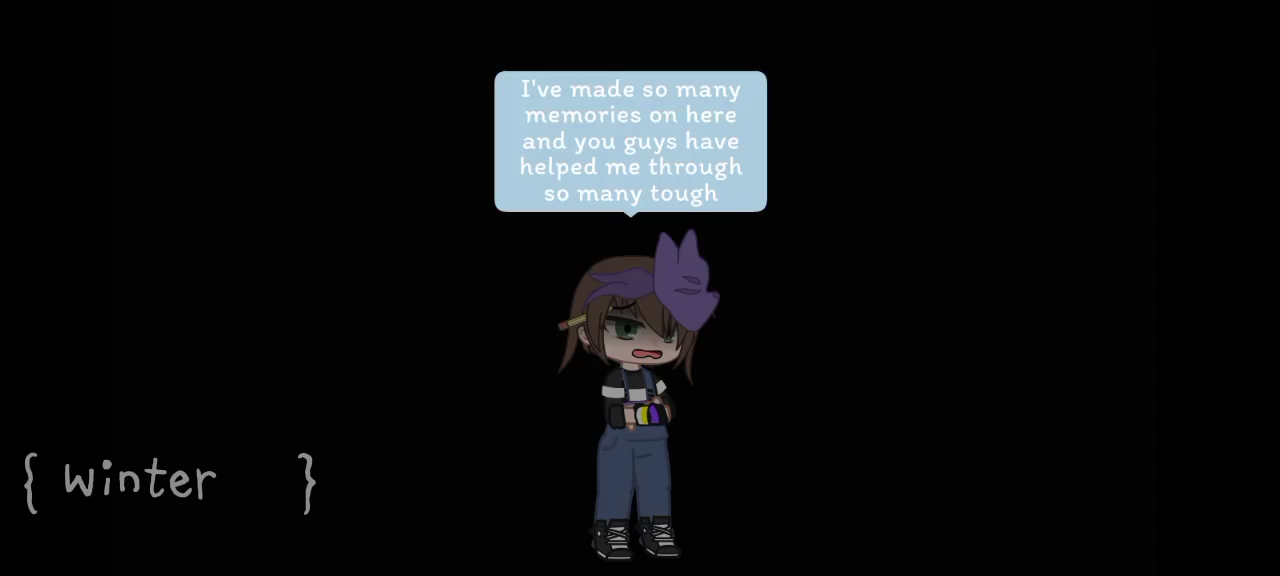 I've made so many
memories on here
and you guys have
helped me through
so many tough
{ winter }